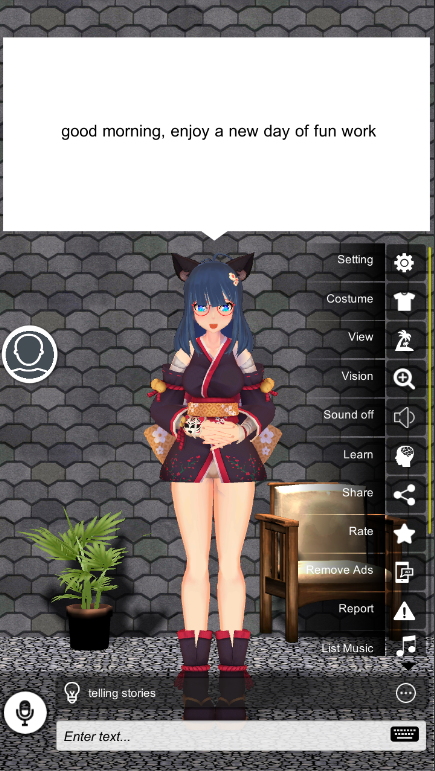 good morning, enjoy a new day of fun work
Setting
Costume
View
Vision
Sound off
Learn
Share
Rate
Remove Ads
Report
List Music
telling stories
Enter text...